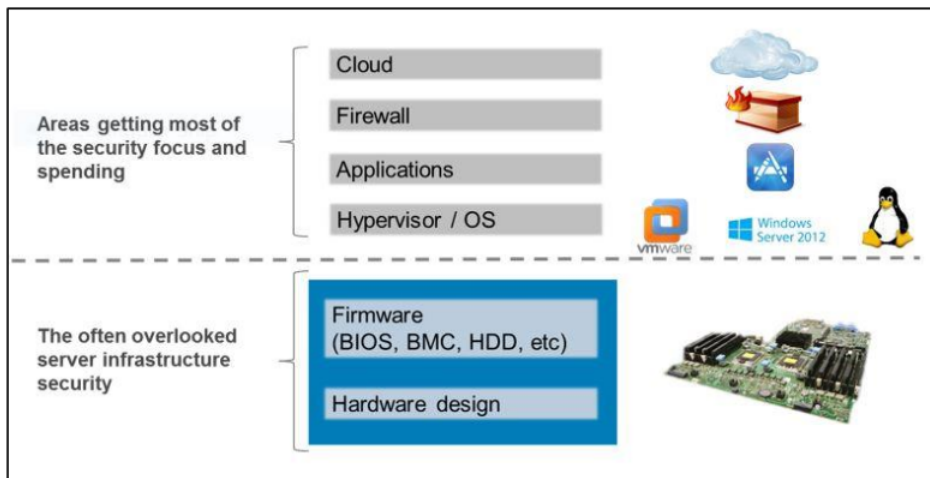 Cloud
Areas getting most of
the security focus and
spending
Firewall
Applications
Hypervisor / OS
vmware
Windows
Server 2012
The often overlooked
server infrastructure
security
Firmware
(BIOS, BMC, HDD, etc)
Hardware design